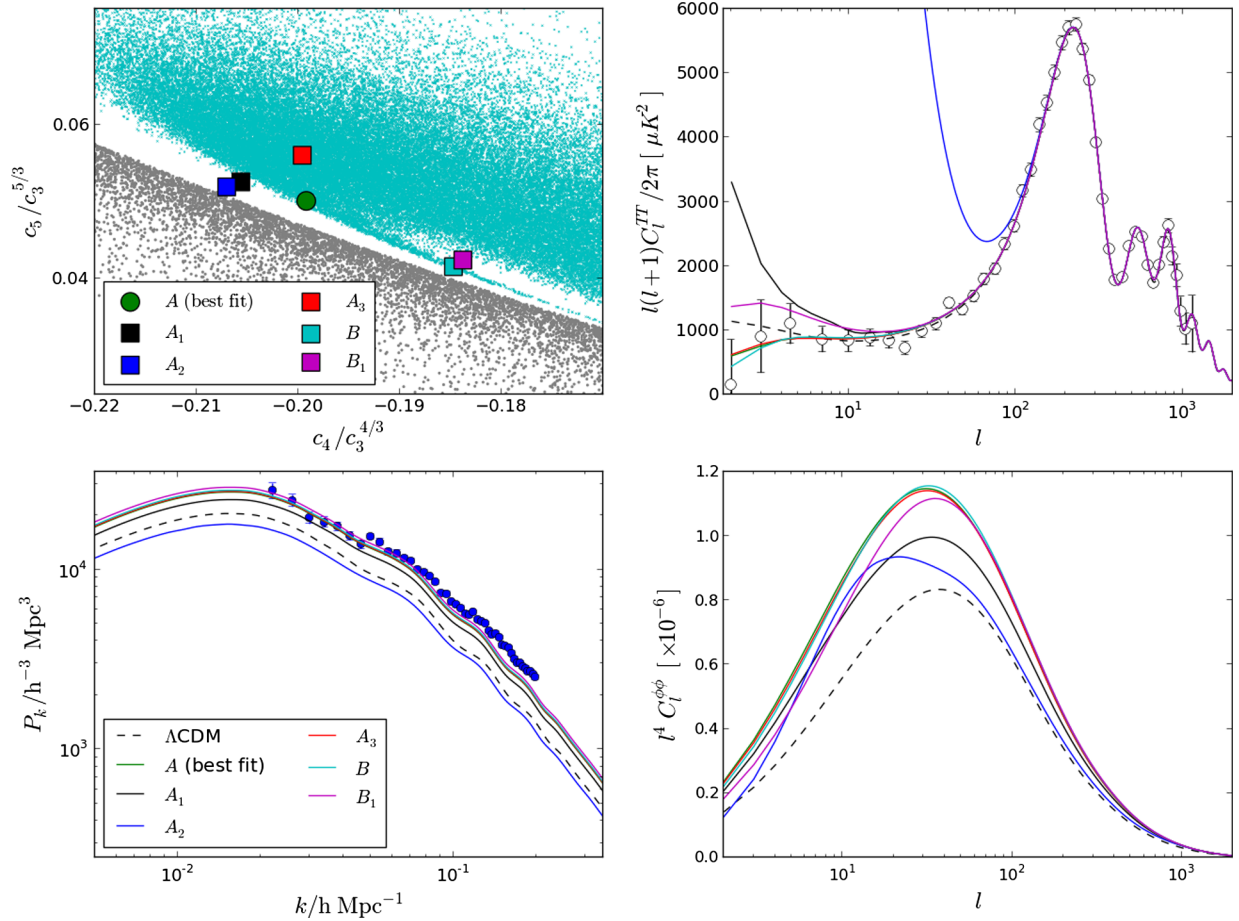 0.06
0.04
−0.22 −0.21 −0.20 −0.19 −0.18
c_5/c_3^{5/3}
c_4/c_3^{4/3}
A (best fit) A_3
A_1 B
A_2 B_1
6000
5000
4000
3000
2000
1000
0
10^1 10^2 10^3
l(l+1)C_l^{TT}/2π [ μK^2 ]
l
10^4
10^3
10^{-2} 10^{-1}
P_k/h^{-3} Mpc^3
k/h Mpc^{-1}
ΛCDM A_3
A (best fit) B
A_1 B_1
A_2
1.2
1.0
0.8
0.6
0.4
0.2
0.0
10^1 10^2 10^3
l^4 C_l^{ϕϕ} [ ×10^{-6} ]
l